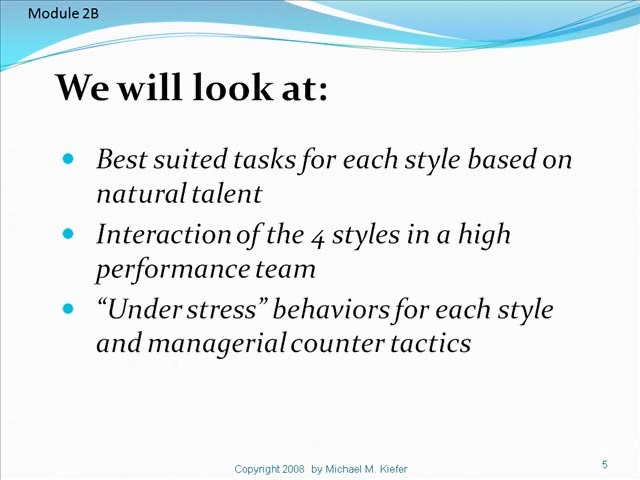 Module 2B
We will look at:
Best suited tasks for each style based on
natural talent
Interaction of the 4 styles in a high
performance team
“Under stress” behaviors for each style
and managerial counter tactics
Copyright 2008 by Michael M. Kiefer
5